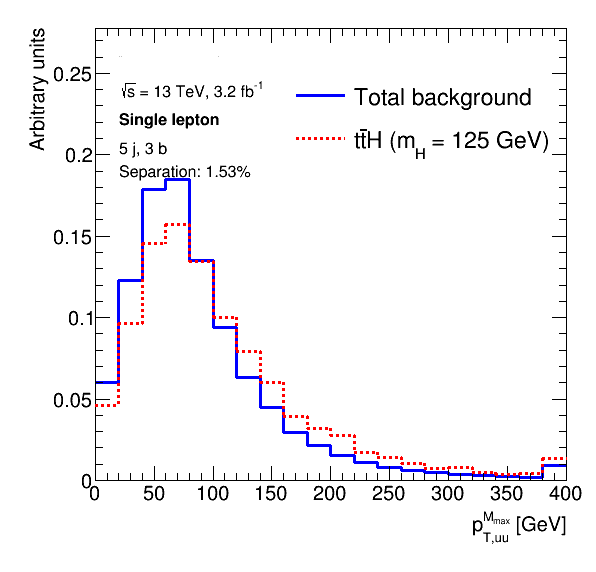 Arbitrary units
0.25
0.2
0.15
0.1
0.05
0
√s = 13 TeV, 3.2 fb⁻¹
Single lepton
5 j, 3 b
Separation: 1.53%
Total background
tt̄H (m_H = 125 GeV)
0 50 100 150 200 250 300 350 400
p_T,uu^M_max [GeV]